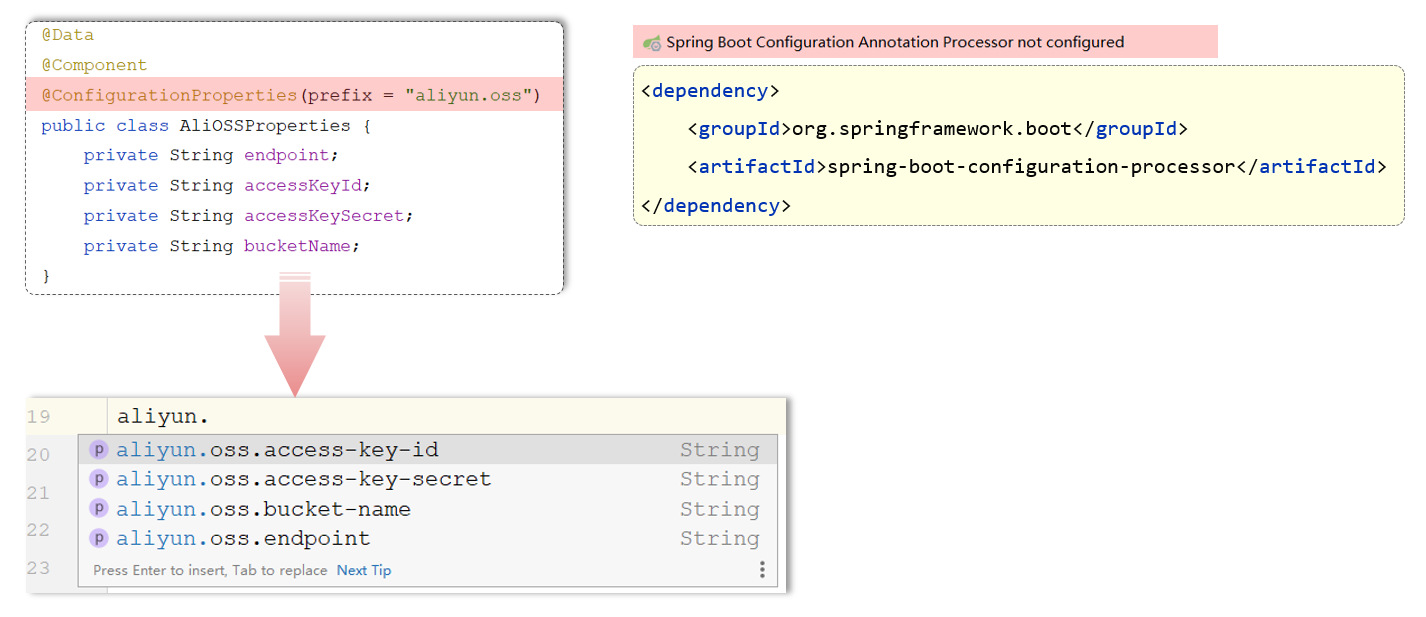 @Data
@Component
@ConfigurationProperties(prefix = "aliyun.oss")
public class AliOSSProperties {
    private String endpoint;
    private String accessKeyId;
    private String accessKeySecret;
    private String bucketName;
}
Spring Boot Configuration Annotation Processor not configured
<dependency>
    <groupId>org.springframework.boot</groupId>
    <artifactId>spring-boot-configuration-processor</artifactId>
</dependency>
19 aliyun.
20 p aliyun.oss.access-key-id String
21 p aliyun.oss.access-key-secret String
22 p aliyun.oss.bucket-name String
p aliyun.oss.endpoint String
23 Press Enter to insert, Tab to replace Next Tip